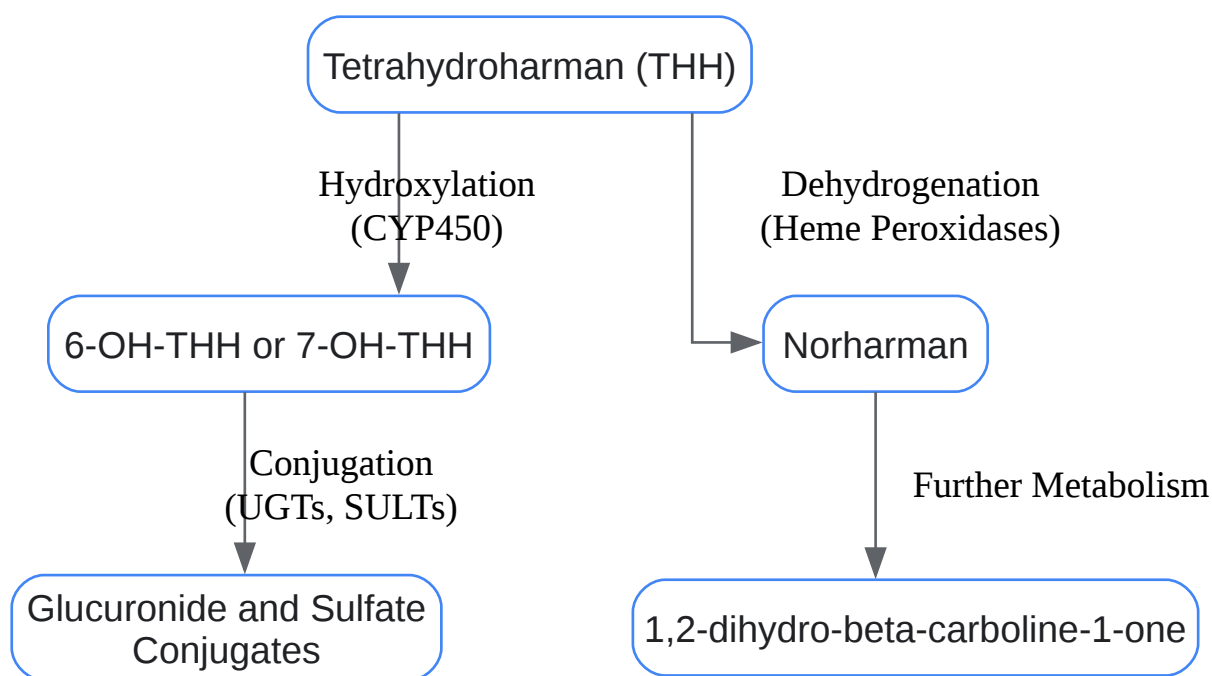 Tetrahydroharman (THH)
Hydroxylation
(CYP450)
Dehydrogenation
(Heme Peroxidases)
6-OH-THH or 7-OH-THH
Norharman
Conjugation
(UGTs, SULTs)
Further Metabolism
Glucuronide and Sulfate
Conjugates
1,2-dihydro-beta-carboline-1-one